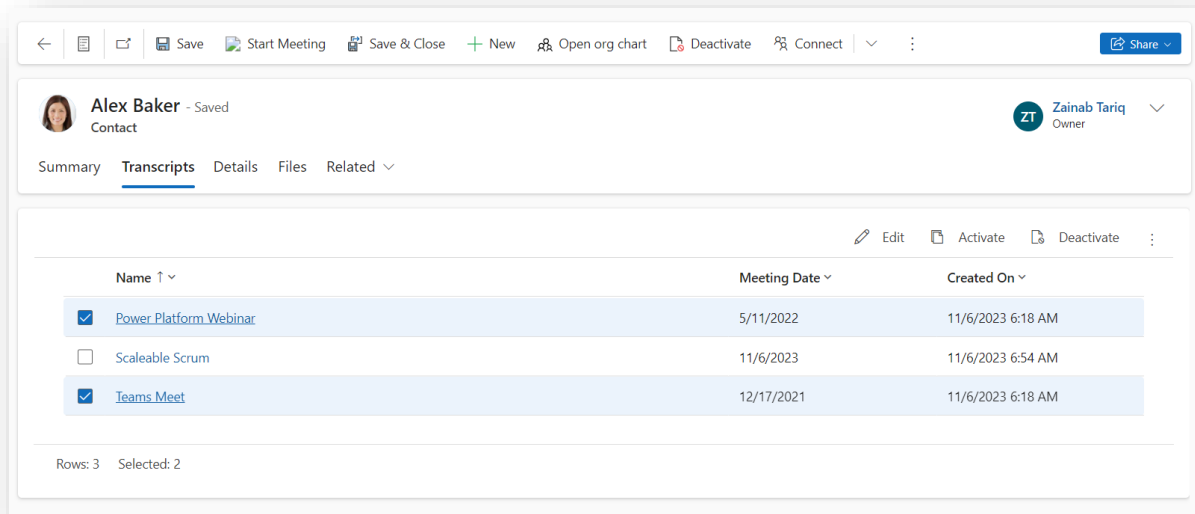 Save Start Meeting Save & Close New Open org chart Deactivate Connect Share
Alex Baker - Saved
Contact
ZT Zainab Tariq
Owner
Summary Transcripts Details Files Related
Edit Activate Deactivate
Name Meeting Date Created On
Power Platform Webinar 5/11/2022 11/6/2023 6:18 AM
Scaleable Scrum 11/6/2023 11/6/2023 6:54 AM
Teams Meet 12/17/2021 11/6/2023 6:18 AM
Rows: 3 Selected: 2